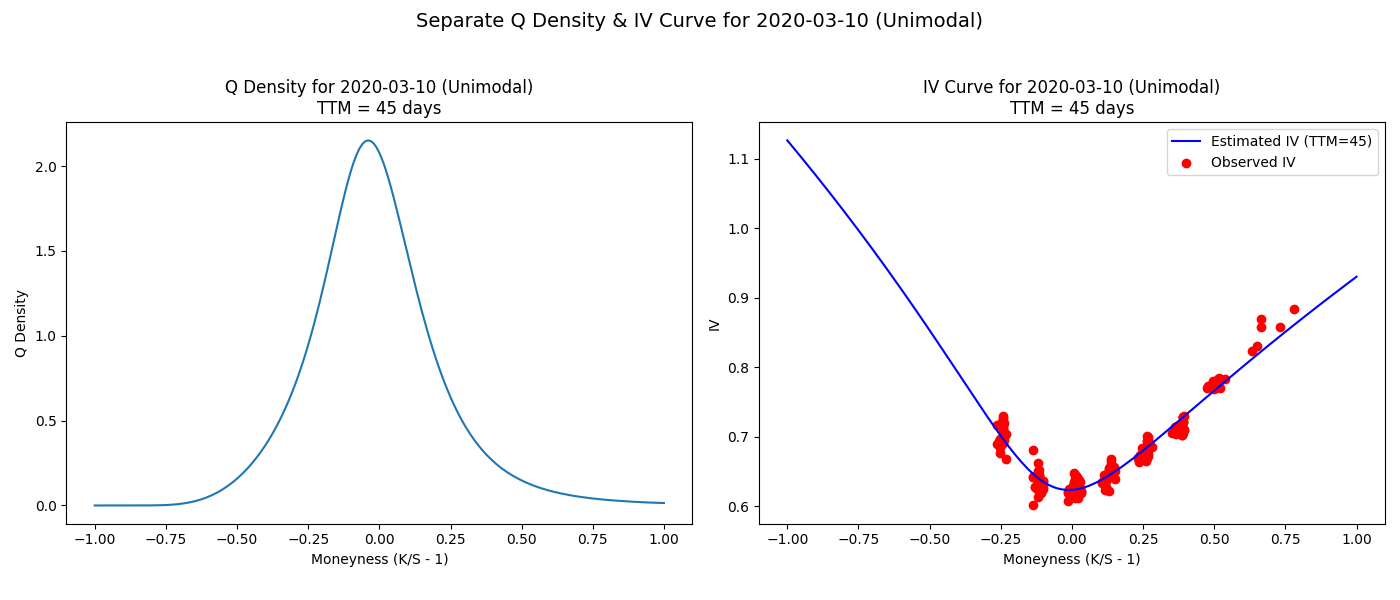 Separate Q Density & IV Curve for 2020-03-10 (Unimodal)
Q Density for 2020-03-10 (Unimodal)
TTM = 45 days
2.0
1.5
1.0
0.5
0.0
Q Density
−1.00 −0.75 −0.50 −0.25 0.00 0.25 0.50 0.75 1.00
Moneyness (K/S - 1)
IV Curve for 2020-03-10 (Unimodal)
TTM = 45 days
Estimated IV (TTM=45)
Observed IV
1.1
1.0
0.9
0.8
0.7
0.6
IV
−1.00 −0.75 −0.50 −0.25 0.00 0.25 0.50 0.75 1.00
Moneyness (K/S - 1)